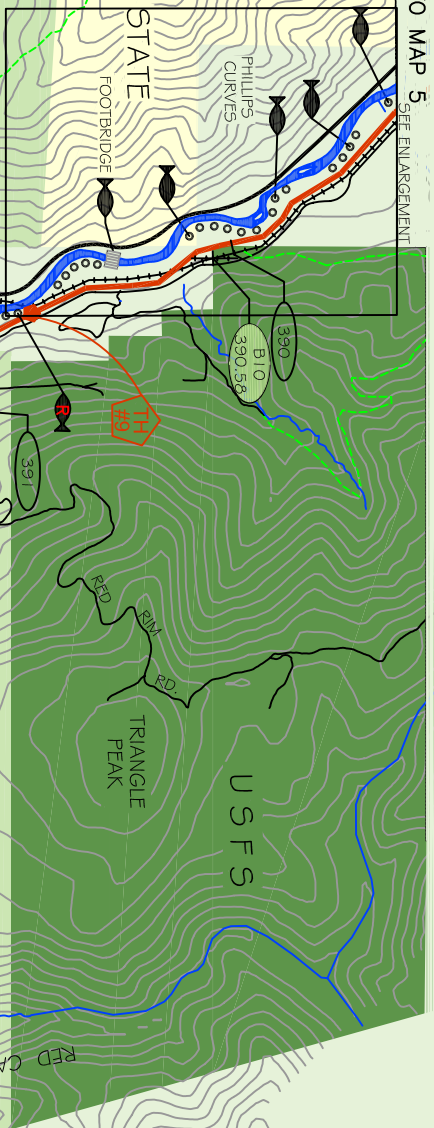 O MAP 5
SEE ENLARGEMENT
STATE
PHILLIPS
CURVES
FOOTBRIDGE
390
B10
390.58
TH
#9
R
391
RED
RIM
RD.
TRIANGLE
PEAK
USFS
RED CA